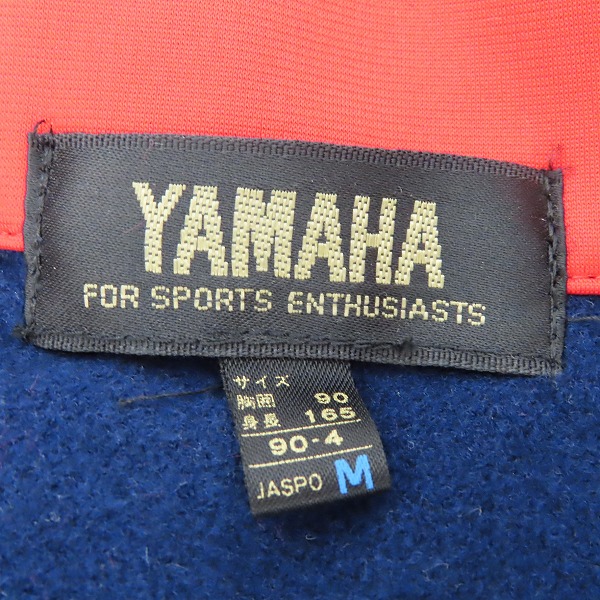 YAMAHA
FOR SPORTS ENTHUSIASTS
サイズ
胸囲 90
身長 165
90-4
JASPO M